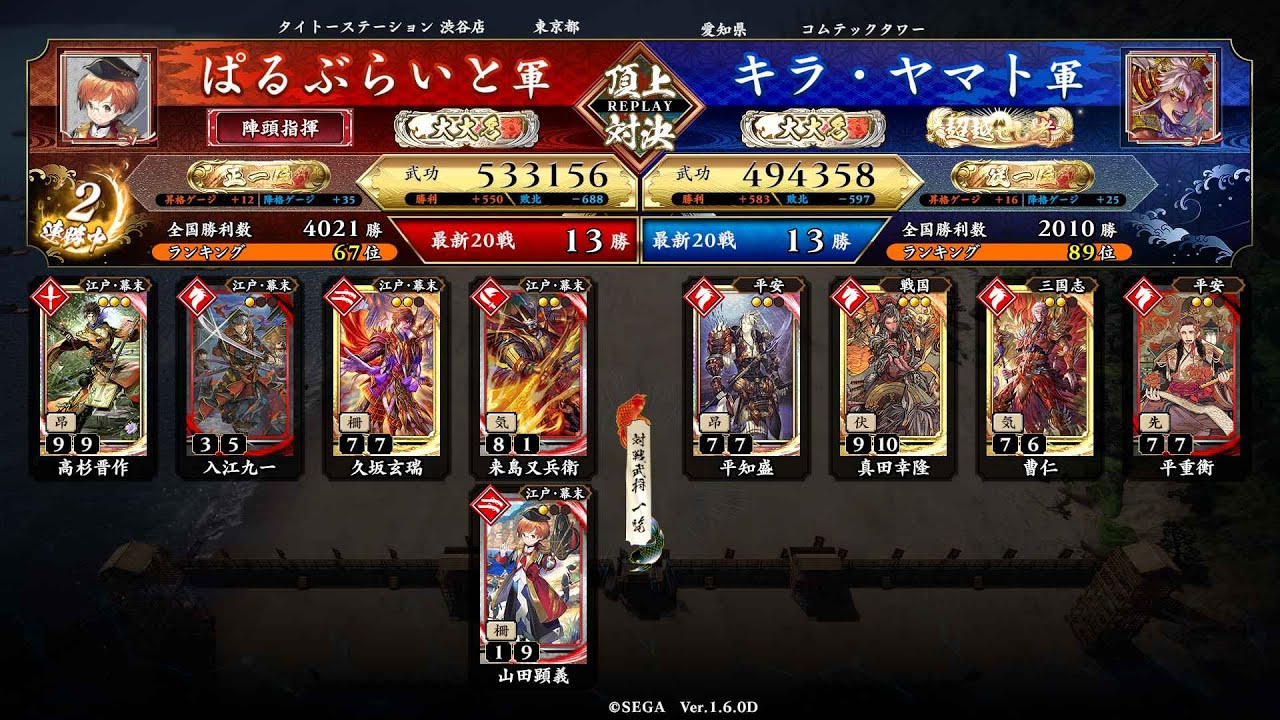 タイトーステーション 渋谷店 東京都
愛知県 コムテックタワー
ぱるぶらいと軍
頂上
REPLAY
対決
キラ・ヤマト軍
陣頭指揮
大大名
大大名
正一位
従一位
武功 533156
勝利 +550 敗北 -688
武功 494358
勝利 +583 敗北 -597
昇格ゲージ +12 降格ゲージ +35
昇格ゲージ +16 降格ゲージ +25
2
連勝中
全国勝利数 4021勝
ランキング 67位
最新20戦 13勝
最新20戦 13勝
全国勝利数 2010勝
ランキング 89位
江戸・幕末
江戸・幕末
江戸・幕末
江戸・幕末
平安
戦国
三国志
平安
昴
柵
気
昴
伏
気
先
9 9
3 5
7 7
8 1
7 7
9 10
7 6
7 7
高杉晋作
入江九一
久坂玄瑞
来島又兵衛
平知盛
真田幸隆
曹仁
平重衡
対戦武将一覧
江戸・幕末
柵
1 9
山田顕義
©SEGA Ver.1.6.0D